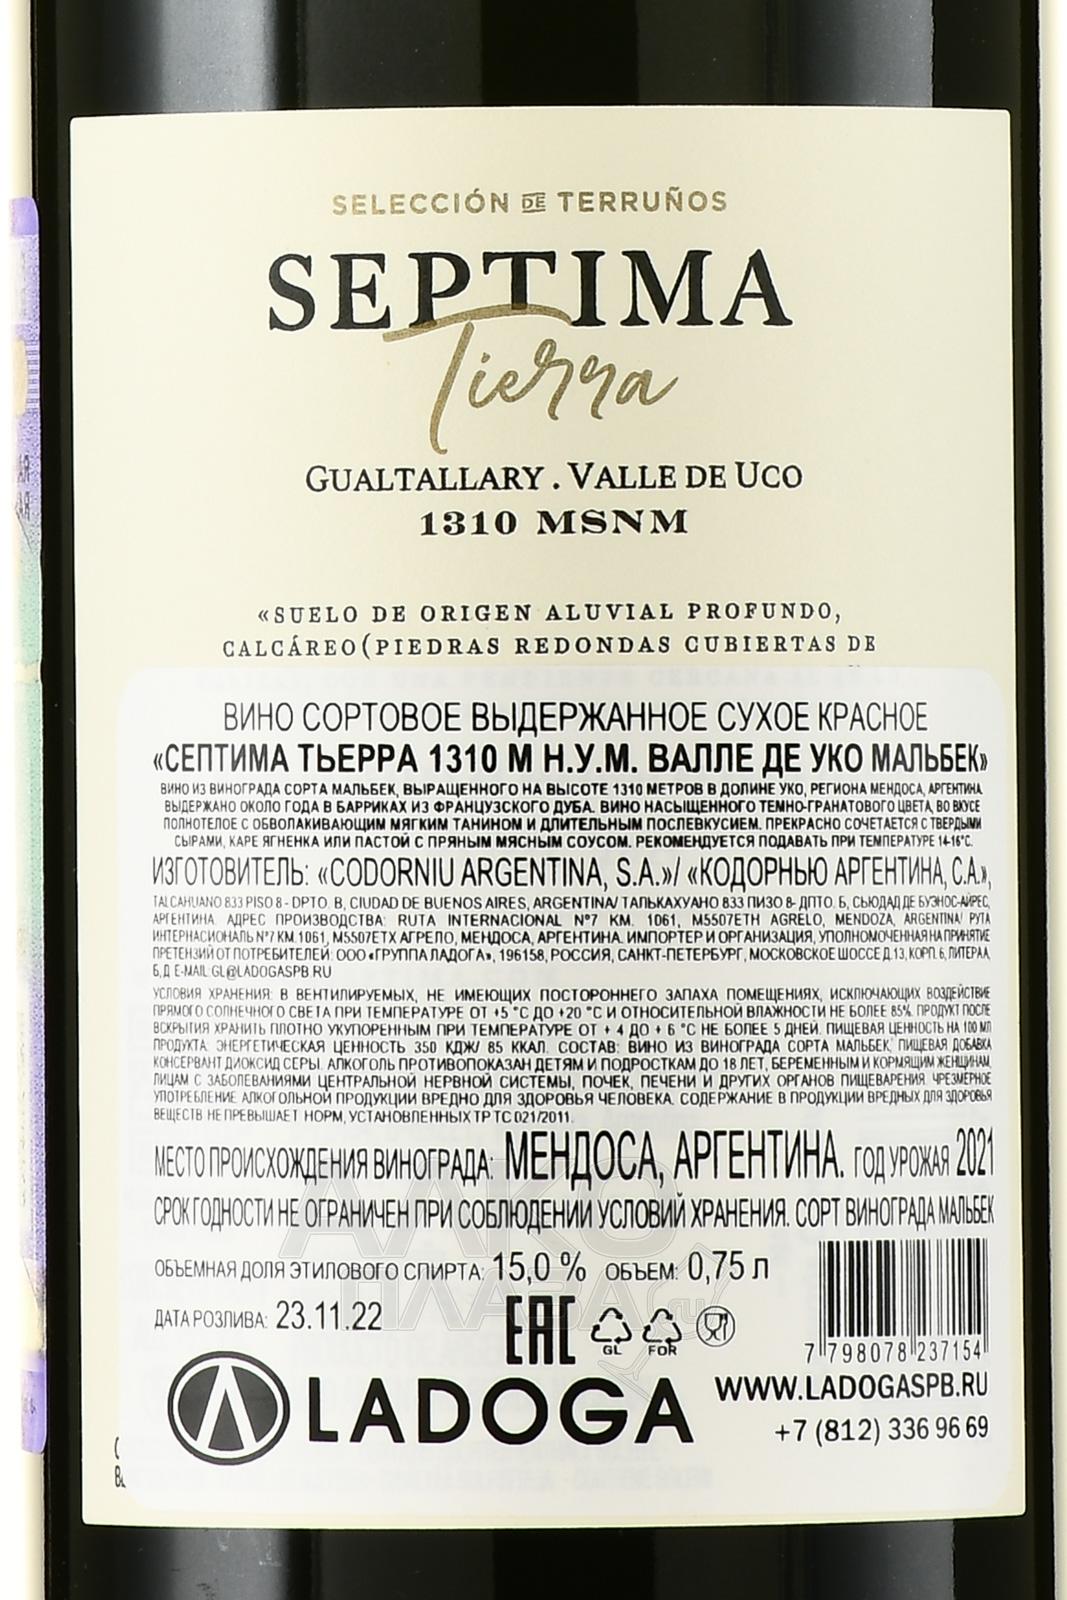 SELECCIÓN DE TERRUÑOS
SEPTIMA
Tierra
GUALTALLARY . VALLE DE UCO
1310 MSNM
«SUELO DE ORIGEN ALUVIAL PROFUNDO,
CALCÁREO(PIEDRAS REDONDAS CUBIERTAS DE
ВИНО СОРТОВОЕ ВЫДЕРЖАННОЕ СУХОЕ КРАСНОЕ
«СЕПТИМА ТЬЕРРА 1310 М Н.У.М. ВАЛЛЕ ДЕ УКО МАЛЬБЕК»
ВИНО ИЗ ВИНОГРАДА СОРТА МАЛЬБЕК, ВЫРАЩЕННОГО НА ВЫСОТЕ 1310 МЕТРОВ В ДОЛИНЕ УКО, РЕГИОНА МЕНДОСА, АРГЕНТИНА.
ВЫДЕРЖАНО ОКОЛО ГОДА В БАРРИКАХ ИЗ ФРАНЦУЗСКОГО ДУБА. ВИНО НАСЫЩЕННОГО ТЕМНО-ГРАНАТОВОГО ЦВЕТА, ВО ВКУСЕ
ПОЛНОТЕЛОЕ С ОБВОЛАКИВАЮЩИМ МЯГКИМ ТАНИНОМ И ДЛИТЕЛЬНЫМ ПОСЛЕВКУСИЕМ. ПРЕКРАСНО СОЧЕТАЕТСЯ С ТВЕРДЫМИ
СЫРАМИ, КАРЕ ЯГНЕНКА ИЛИ ПАСТОЙ С ПРЯНЫМ МЯСНЫМ СОУСОМ. РЕКОМЕНДУЕТСЯ ПОДАВАТЬ ПРИ ТЕМПЕРАТУРЕ 14-16°С.
ИЗГОТОВИТЕЛЬ: «CODORNIU ARGENTINA, S.A.»/ «КОДОРНЬЮ АРГЕНТИНА, С.А.»,
TALCAHUANO 833 PISO 8 - DPTO. B, CIUDAD DE BUENOS AIRES, ARGENTINA/ ТАЛЬКАХУАНО 833 ПИЗО 8- ДПТО. Б, СЬЮДАД ДЕ БУЭНОС-АЙРЕС,
АРГЕНТИНА. АДРЕС ПРОИЗВОДСТВА: RUTA INTERNACIONAL N°7 KM. 1061, M5507ETH AGRELO, MENDOZA, ARGENTINA/ РУТА
ИНТЕРНАСИОНАЛЬ N°7 KM.1061, M5507ETX АГРЕЛО, МЕНДОСА, АРГЕНТИНА. ИМПОРТЕР И ОРГАНИЗАЦИЯ, УПОЛНОМОЧЕННАЯ НА ПРИНЯТИЕ
ПРЕТЕНЗИЙ ОТ ПОТРЕБИТЕЛЕЙ: ООО «ГРУППА ЛАДОГА», 196158, РОССИЯ, САНКТ-ПЕТЕРБУРГ, МОСКОВСКОЕ ШОССЕ Д.13, КОРП. 6, ЛИТЕРА А,
Б, Д E-MAIL: GL@LADOGASPB.RU
УСЛОВИЯ ХРАНЕНИЯ: В ВЕНТИЛИРУЕМЫХ, НЕ ИМЕЮЩИХ ПОСТОРОННЕГО ЗАПАХА ПОМЕЩЕНИЯХ, ИСКЛЮЧАЮЩИХ ВОЗДЕЙСТВИЕ
ПРЯМОГО СОЛНЕЧНОГО СВЕТА ПРИ ТЕМПЕРАТУРЕ ОТ +5 °С ДО +20 °С И ОТНОСИТЕЛЬНОЙ ВЛАЖНОСТИ НЕ БОЛЕЕ 85%. ПРОДУКТ ПОСЛЕ
ВСКРЫТИЯ ХРАНИТЬ ПЛОТНО УКУПОРЕННЫМ ПРИ ТЕМПЕРАТУРЕ ОТ + 4 ДО + 6 °С НЕ БОЛЕЕ 5 ДНЕЙ. ПИЩЕВАЯ ЦЕННОСТЬ НА 100 МЛ
ПРОДУКТА: ЭНЕРГЕТИЧЕСКАЯ ЦЕННОСТЬ 350 КДЖ/ 85 ККАЛ. СОСТАВ: ВИНО ИЗ ВИНОГРАДА СОРТА МАЛЬБЕК, ПИЩЕВАЯ ДОБАВКА
КОНСЕРВАНТ ДИОКСИД СЕРЫ. АЛКОГОЛЬ ПРОТИВОПОКАЗАН ДЕТЯМ И ПОДРОСТКАМ ДО 18 ЛЕТ, БЕРЕМЕННЫМ И КОРМЯЩИМ ЖЕНЩИНАМ,
ЛИЦАМ С ЗАБОЛЕВАНИЯМИ ЦЕНТРАЛЬНОЙ НЕРВНОЙ СИСТЕМЫ, ПОЧЕК, ПЕЧЕНИ И ДРУГИХ ОРГАНОВ ПИЩЕВАРЕНИЯ. ЧРЕЗМЕРНОЕ
УПОТРЕБЛЕНИЕ АЛКОГОЛЬНОЙ ПРОДУКЦИИ ВРЕДНО ДЛЯ ЗДОРОВЬЯ ЧЕЛОВЕКА. СОДЕРЖАНИЕ В ПРОДУКЦИИ ВРЕДНЫХ ДЛЯ ЗДОРОВЬЯ
ВЕЩЕСТВ НЕ ПРЕВЫШАЕТ НОРМ, УСТАНОВЛЕННЫХ ТР ТС 021/2011.
МЕСТО ПРОИСХОЖДЕНИЯ ВИНОГРАДА: МЕНДОСА, АРГЕНТИНА. ГОД УРОЖАЯ 2021
СРОК ГОДНОСТИ НЕ ОГРАНИЧЕН ПРИ СОБЛЮДЕНИИ УСЛОВИЙ ХРАНЕНИЯ. СОРТ ВИНОГРАДА МАЛЬБЕК
ОБЪЕМНАЯ ДОЛЯ ЭТИЛОВОГО СПИРТА: 15,0 % ОБЪЕМ: 0,75 л
ДАТА РОЗЛИВА: 23.11.22
EAC
GL
FOR
7 798078 237154
LADOGA
WWW.LADOGASPB.RU
+7 (812) 336 96 69
АЛКО
ПЛАЗА
.ru